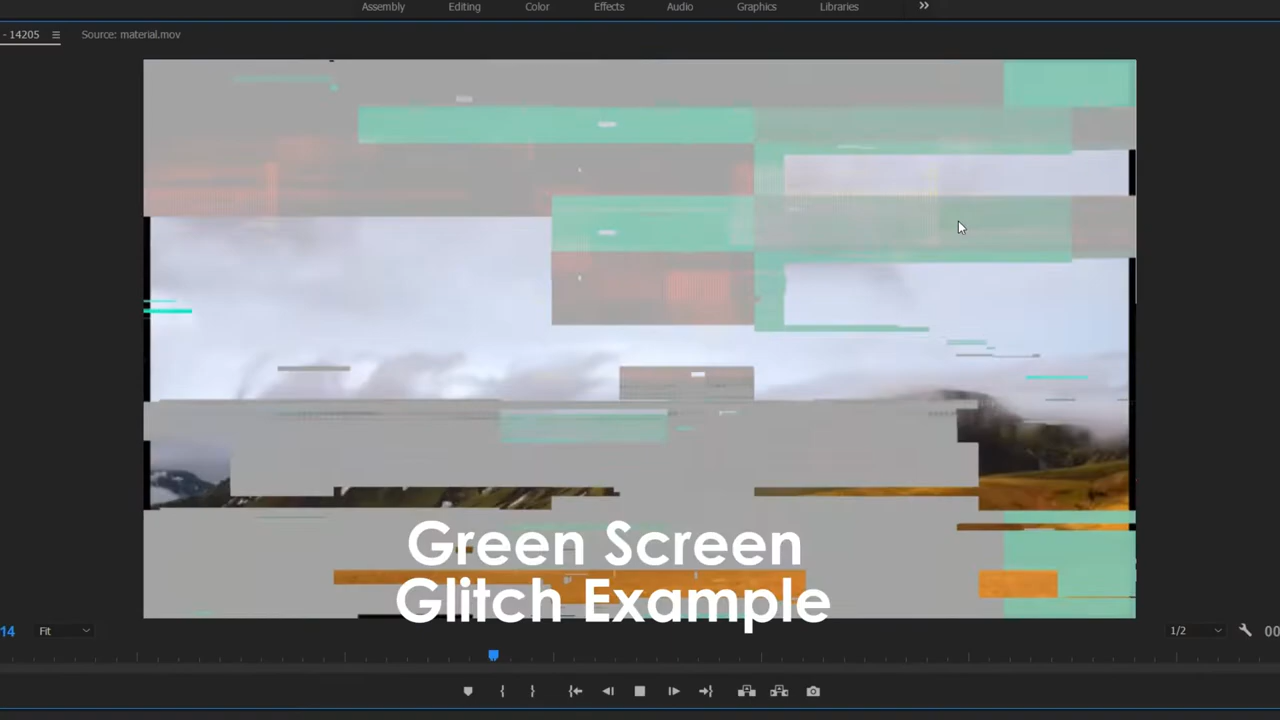 Assembly Editing Color Effects Audio Graphics Libraries »
- 14205 Source: material.mov
Green Screen
Glitch Example
14 Fit 1/2 00